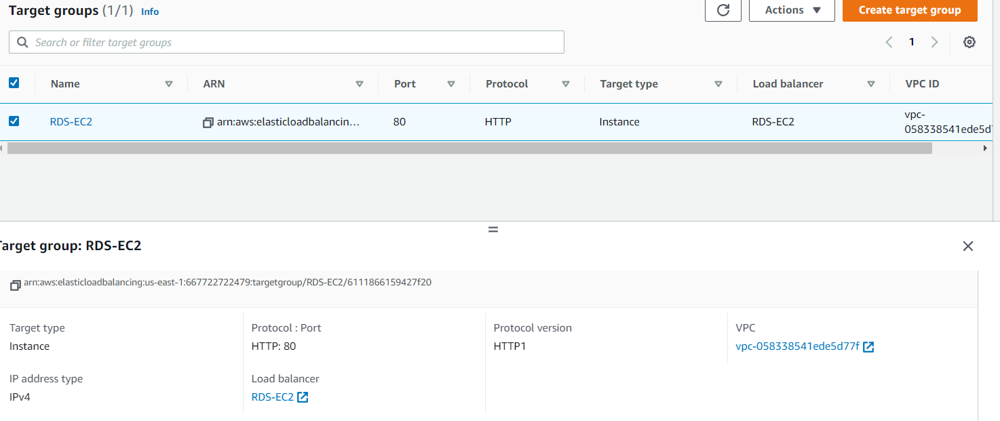 Target groups (1/1) Info
Actions
Create target group
Search or filter target groups
1
Name ARN Port Protocol Target type Load balancer VPC ID
RDS-EC2 arn:aws:elasticloadbalancin... 80 HTTP Instance RDS-EC2 vpc-
058338541ede5d7
Target group: RDS-EC2
arn:aws:elasticloadbalancing:us-east-1:667722722479:targetgroup/RDS-EC2/6111866159427f20
Target type Protocol : Port Protocol version VPC
Instance HTTP: 80 HTTP1 vpc-058338541ede5d77f
IP address type Load balancer
IPv4 RDS-EC2